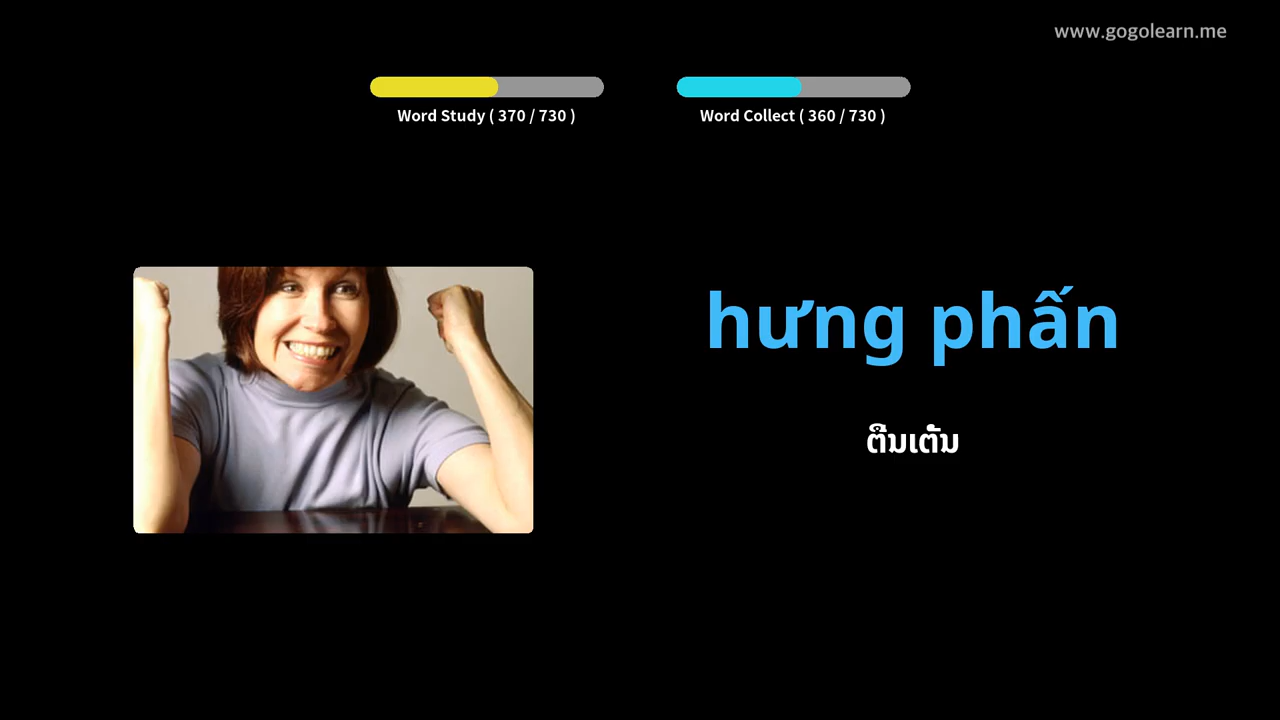 www.gogolearn.me
Word Study ( 370 / 730 )
Word Collect ( 360 / 730 )
hưng phấn
ຕື່ນເຕັ້ນ